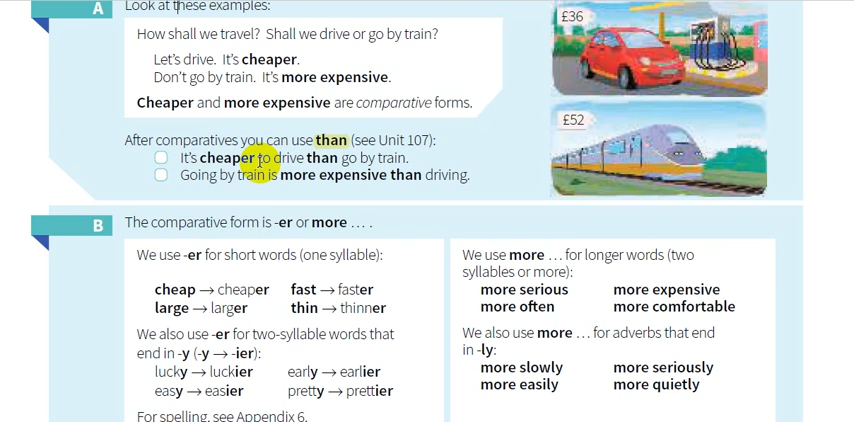 A
Look at these examples:
How shall we travel? Shall we drive or go by train?
Let's drive. It's cheaper.
Don't go by train. It's more expensive.
Cheaper and more expensive are comparative forms.
£36
After comparatives you can use than (see Unit 107):
It's cheaper to drive than go by train.
Going by train is more expensive than driving.
£52
B
The comparative form is -er or more ... .
We use -er for short words (one syllable):
cheap → cheaper fast → faster
large → larger thin → thinner
We also use -er for two-syllable words that
end in -y (-y → -ier):
lucky → luckier early → earlier
easy → easier pretty → prettier
For spelling, see Appendix 6.
We use more ... for longer words (two
syllables or more):
more serious more expensive
more often more comfortable
We also use more ... for adverbs that end
in -ly:
more slowly more seriously
more easily more quietly